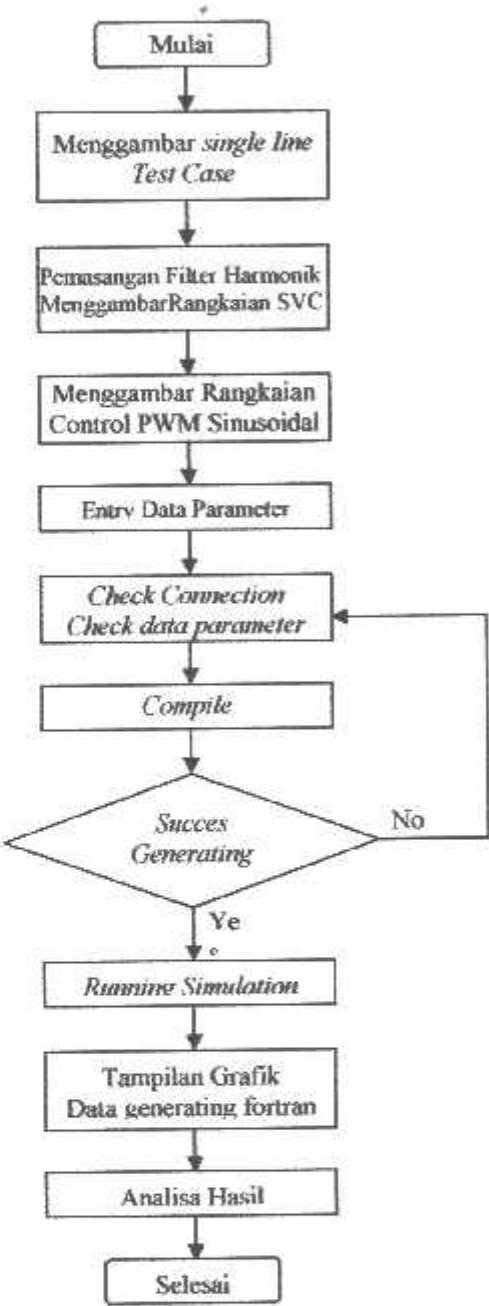 Mulai
Menggambar single line
Test Case
Pemasangan Filter Harmonik
MenggambarRangkaian SVC
Menggambar Rangkaian
Control PWM Sinusoidal
Entry Data Parameter
Check Connection
Check data parameter
Compile
Succes
Generating
No
Ye
Running Simulation
Tampilan Grafik
Data generating fortran
Analisa Hasil
Selesai